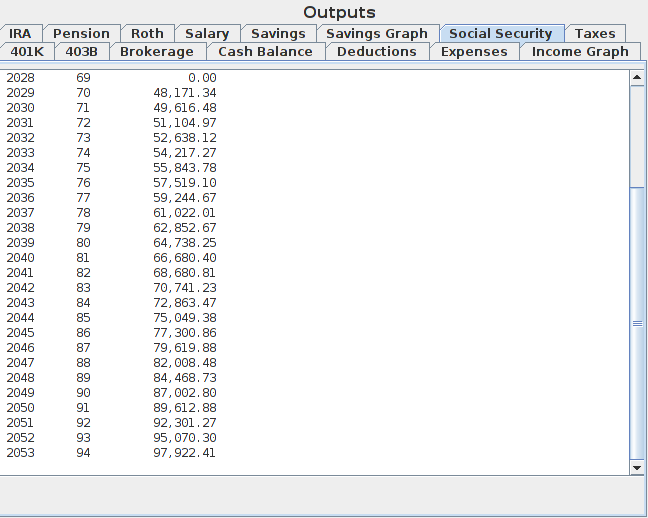 Outputs
IRA Pension Roth Salary Savings Savings Graph Social Security Taxes
401K 403B Brokerage Cash Balance Deductions Expenses Income Graph
2028 69 0.00
2029 70 48,171.34
2030 71 49,616.48
2031 72 51,104.97
2032 73 52,638.12
2033 74 54,217.27
2034 75 55,843.78
2035 76 57,519.10
2036 77 59,244.67
2037 78 61,022.01
2038 79 62,852.67
2039 80 64,738.25
2040 81 66,680.40
2041 82 68,680.81
2042 83 70,741.23
2043 84 72,863.47
2044 85 75,049.38
2045 86 77,300.86
2046 87 79,619.88
2047 88 82,008.48
2048 89 84,468.73
2049 90 87,002.80
2050 91 89,612.88
2051 92 92,301.27
2052 93 95,070.30
2053 94 97,922.41